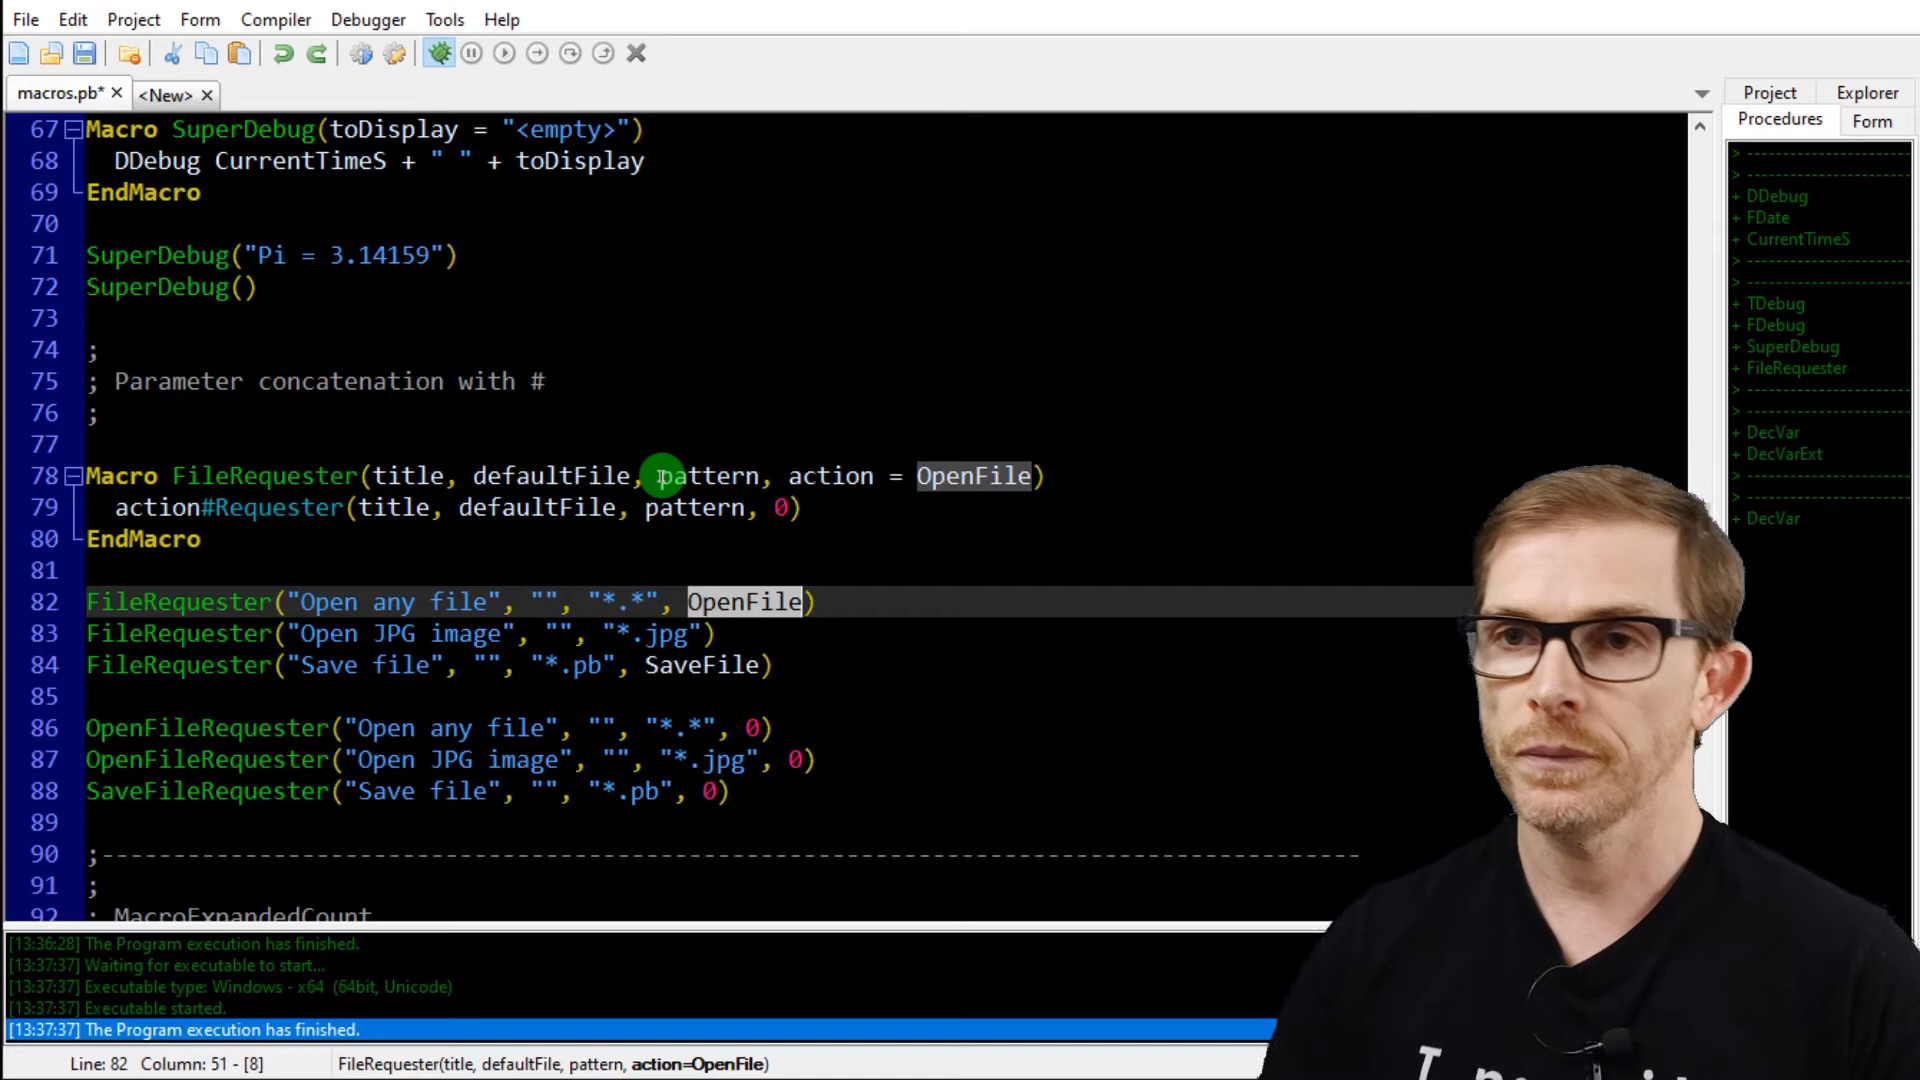 File Edit Project Form Compiler Debugger Tools Help
macros.pb* <New>
Project Explorer
Procedures Form
67 Macro SuperDebug(toDisplay = "<empty>")
68 DDebug CurrentTimeS + " " + toDisplay
69 EndMacro
70
71 SuperDebug("Pi = 3.14159")
72 SuperDebug()
73
74 ;
75 ; Parameter concatenation with #
76 ;
77
78 Macro FileRequester(title, defaultFile, pattern, action = OpenFile)
79 action#Requester(title, defaultFile, pattern, 0)
80 EndMacro
81
82 FileRequester("Open any file", "", "*.*", OpenFile)
83 FileRequester("Open JPG image", "", "*.jpg")
84 FileRequester("Save file", "", "*.pb", SaveFile)
85
86 OpenFileRequester("Open any file", "", "*.*", 0)
87 OpenFileRequester("Open JPG image", "", "*.jpg", 0)
88 SaveFileRequester("Save file", "", "*.pb", 0)
89
90 ;----------------------------------------------------------------------------------------
91 ;
92 ; MacroExpandedCount
> ----------------
> ----------------
+ DDebug
+ FDate
+ CurrentTimeS
> ----------------
> ----------------
+ TDebug
+ FDebug
+ SuperDebug
+ FileRequester
> ----------------
> ----------------
+ DecVar
+ DecVarExt
> ----------------
> ----------------
+ DecVar
[13:36:28] The Program execution has finished.
[13:37:37] Waiting for executable to start...
[13:37:37] Executable type: Windows - x64 (64bit, Unicode)
[13:37:37] Executable started.
[13:37:37] The Program execution has finished.
Line: 82 Column: 51 - [8] FileRequester(title, defaultFile, pattern, action=OpenFile)